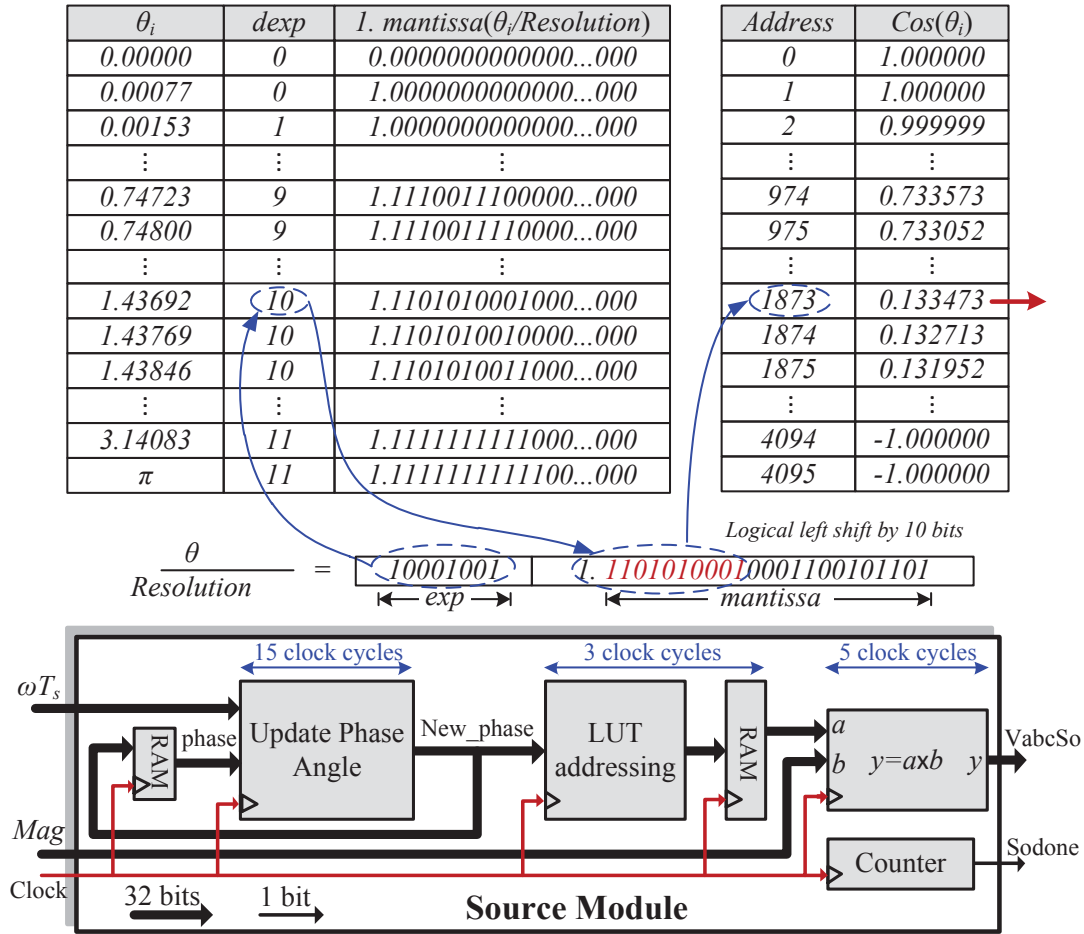 θi dexp 1. mantissa(θi/Resolution) Address Cos(θi)
0.00000 0 0.0000000000000...000 0 1.000000
0.00077 0 1.0000000000000...000 1 1.000000
0.00153 1 1.0000000000000...000 2 0.999999
⋮ ⋮ ⋮ ⋮ ⋮
0.74723 9 1.1110011100000...000 974 0.733573
0.74800 9 1.1110011110000...000 975 0.733052
⋮ ⋮ ⋮ ⋮ ⋮
1.43692 10 1.1101010001000...000 1873 0.133473
1.43769 10 1.1101010010000...000 1874 0.132713
1.43846 10 1.1101010011000...000 1875 0.131952
⋮ ⋮ ⋮ ⋮ ⋮
3.14083 11 1.1111111111000...000 4094 -1.000000
π 11 1.1111111111100...000 4095 -1.000000
Logical left shift by 10 bits
θ
Resolution
= 10001001 1. 11010100010001100101101
exp mantissa
15 clock cycles 3 clock cycles 5 clock cycles
ωTs
RAM
phase
Update Phase
Angle
New_phase
LUT
addressing
RAM
a
b
y=a×b y
VabcSo
Mag
Clock
Counter
Sodone
32 bits 1 bit
Source Module